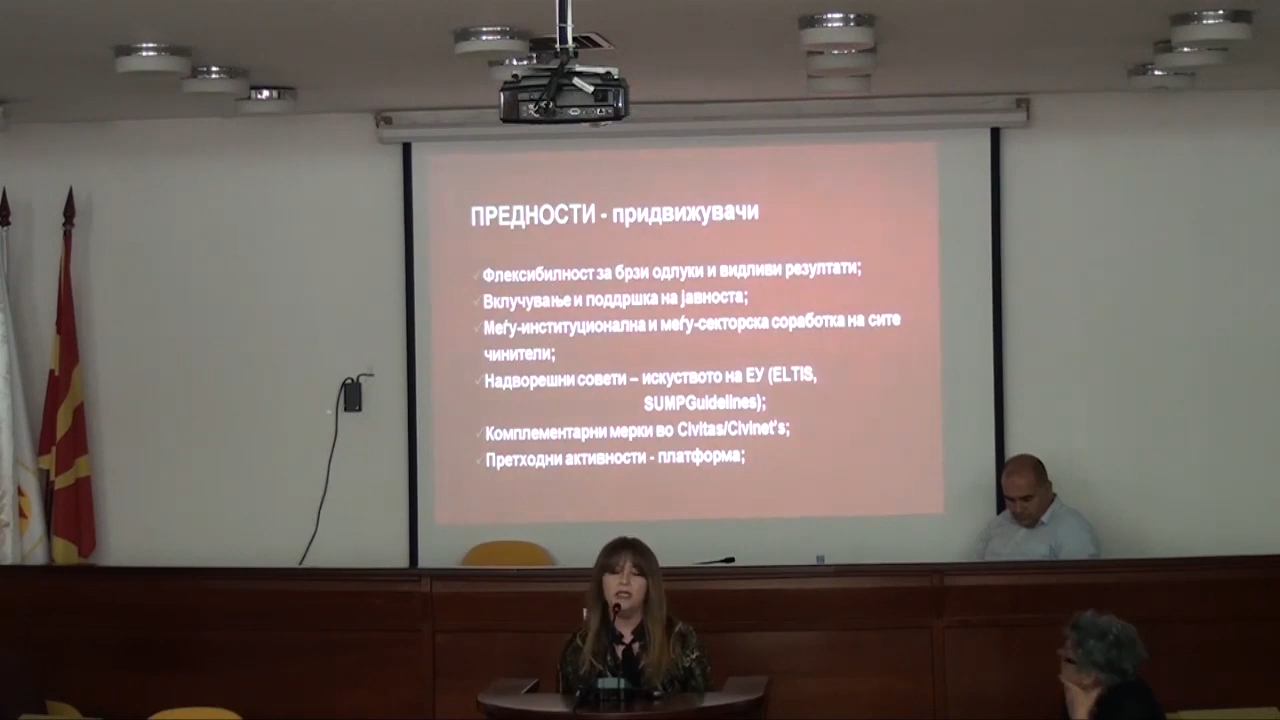 ПРЕДНОСТИ - придвижувачи
Флексибилност за брзи одлуки и видливи резултати;
Вклучување и поддршка на јавноста;
Меѓу-институционална и меѓу-секторска соработка на сите
чинители;
Надворешни совети – искуството на ЕУ (ELTIS,
SUMPGuidelines);
Комплементарни мерки во Civitas/Civinet's;
Претходни активности - платформа;